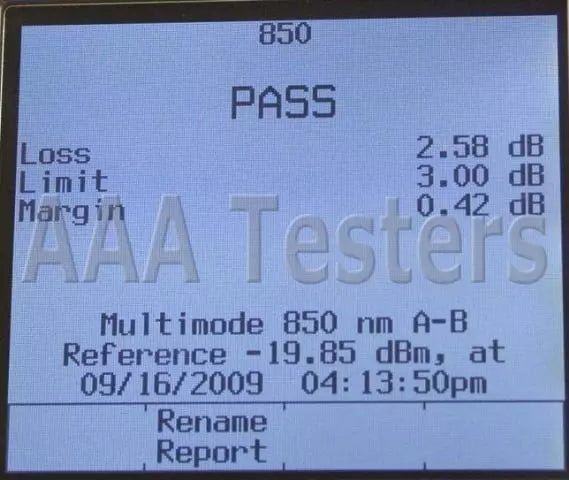 850
PASS
Loss 2.58 dB
Limit 3.00 dB
Margin 0.42 dB
AAA Testers
Multimode 850 nm A-B
Reference -19.85 dBm, at
09/16/2009 04:13:50pm
Rename
Report